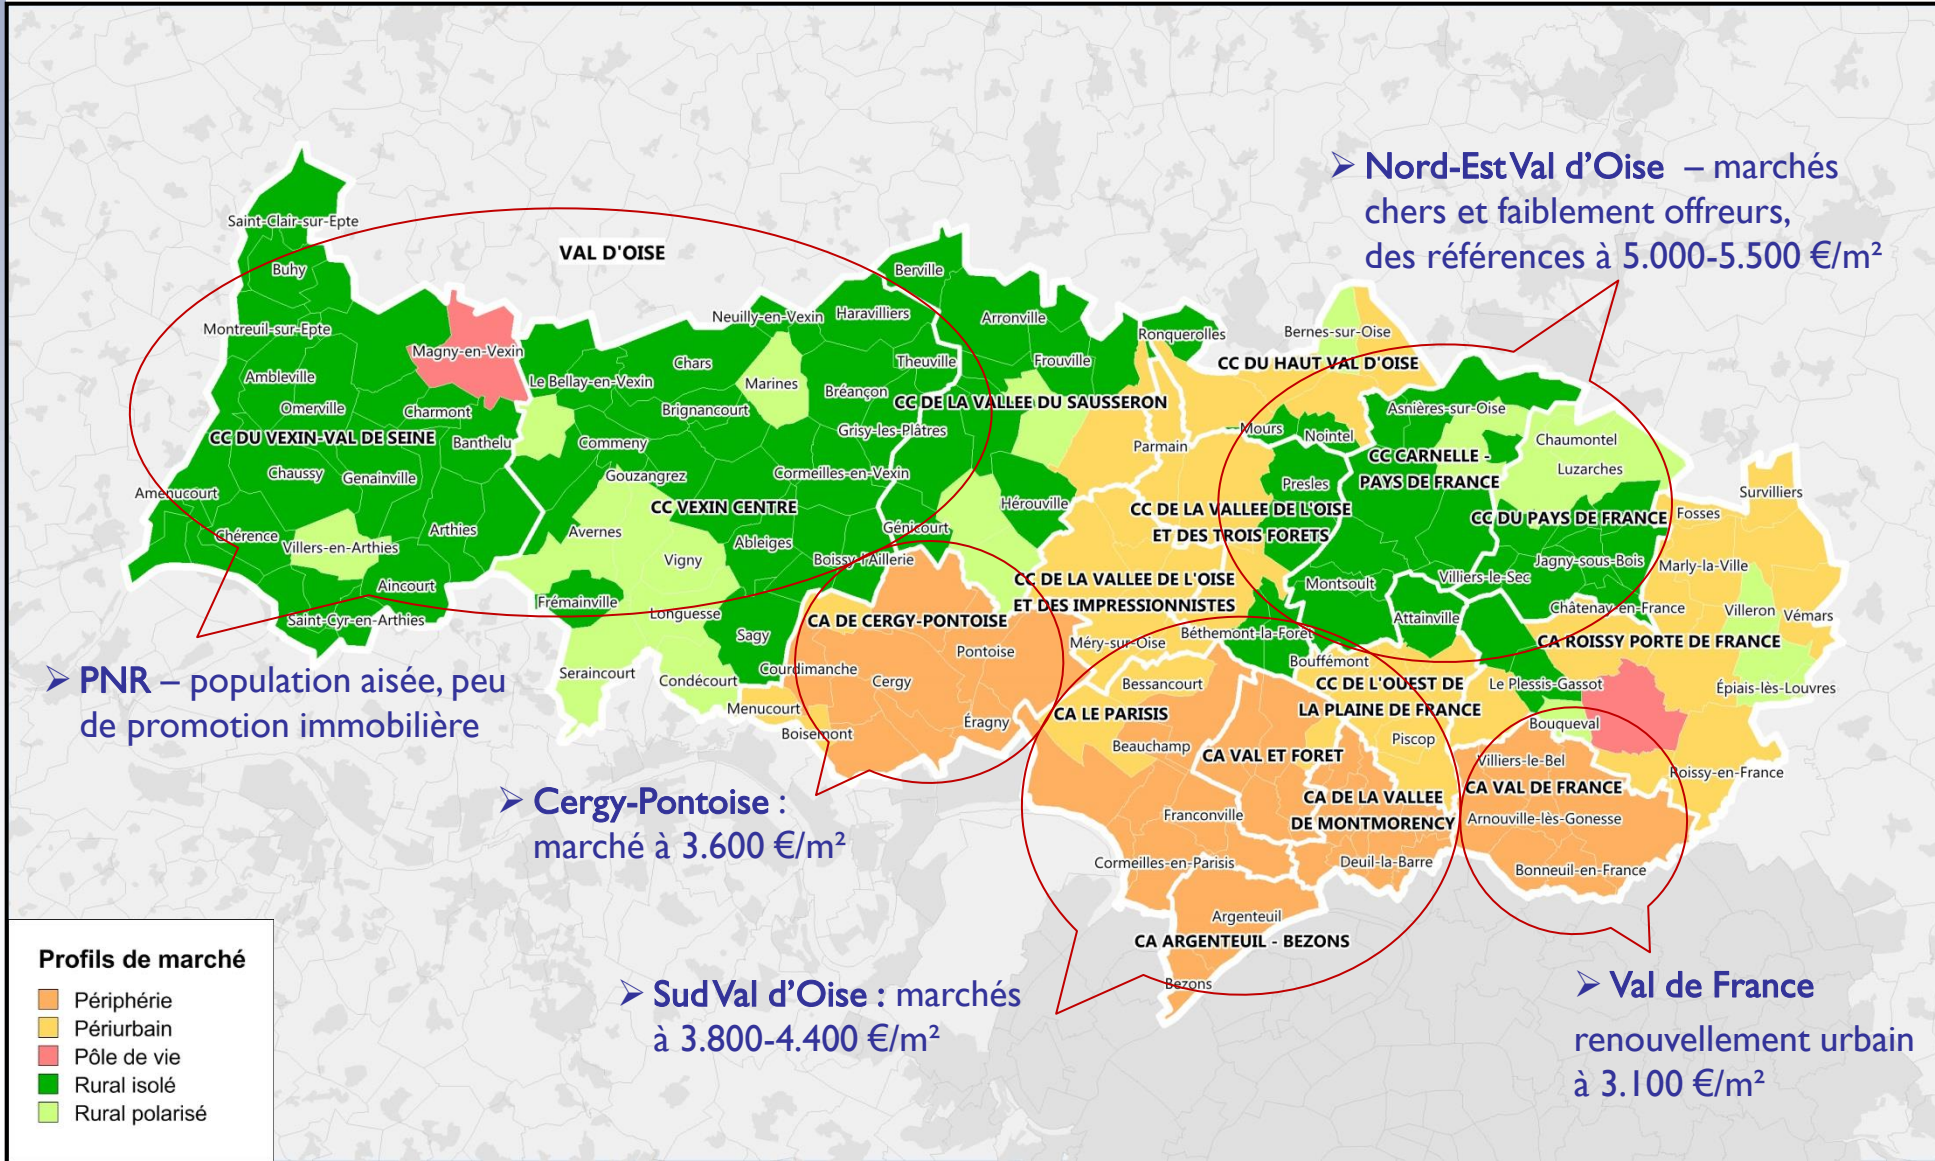 ➢ Nord-Est Val d'Oise – marchés
chers et faiblement offreurs,
des références à 5.000-5.500 €/m²
Saint-Clair-sur-Epte
VAL D'OISE
Buhy
Berville
Montreuil-sur-Epte
Neuilly-en-Vexin
Haravilliers
Arronville
Ronquerolles
Bernes-sur-Oise
Magny-en-Vexin
Chars
Theuville
Frouville
CC DU HAUT VAL D'OISE
Ambleville
Le Bellay-en-Vexin
Marines
Bréançon
CC DE LA VALLEE DU SAUSSERON
Omerville
Charmont
Brignancourt
Asnières-sur-Oise
CC DU VEXIN-VAL DE SEINE
Banthelu
Commeny
Grisy-les-Plâtres
Parmain
Mours
Nointel
Chaumontel
Chaussy
Genainville
Gouzangrez
Cormeilles-en-Vexin
CC CARNELLE -
PAYS DE FRANCE
Luzarches
Amenucourt
CC VEXIN CENTRE
Hérouville
Presles
Survilliers
CC DE LA VALLEE DE L'OISE
ET DES TROIS FORETS
CC DU PAYS DE FRANCE
Fosses
Chérence
Arthies
Avernes
Génicourt
Villers-en-Arthies
Ableiges
Vigny
Boissy-l'Aillerie
Jagny-sous-Bois
Marly-la-Ville
Aincourt
CC DE LA VALLEE DE L'OISE
ET DES IMPRESSIONNISTES
Montsoult
Villiers-le-Sec
Frémainville
Longuesse
Châtenay-en-France
Villeron
Vémars
Saint-Cyr-en-Arthies
CA DE CERGY-PONTOISE
Attainville
Sagy
Méry-sur-Oise
Béthemont-la-Forêt
CA ROISSY PORTE DE FRANCE
Pontoise
Bouffémont
Seraincourt
Condécourt
Courdimanche
Cergy
Bessancourt
CC DE L'OUEST DE
LA PLAINE DE FRANCE
Le Plessis-Gassot
Épiais-lès-Louvres
➢ PNR – population aisée, peu
de promotion immobilière
Menucourt
Éragny
CA LE PARISIS
Bouqueval
Boisemont
Beauchamp
CA VAL ET FORET
Piscop
Villiers-le-Bel
Roissy-en-France
➢ Cergy-Pontoise :
marché à 3.600 €/m²
CA DE LA VALLEE
DE MONTMORENCY
CA VAL DE FRANCE
Franconville
Arnouville-lès-Gonesse
Cormeilles-en-Parisis
Deuil-la-Barre
Bonneuil-en-France
Argenteuil
CA ARGENTEUIL - BEZONS
Bezons
➢ Sud Val d'Oise : marchés
à 3.800-4.400 €/m²
➢ Val de France
renouvellement urbain
à 3.100 €/m²
Profils de marché
Périphérie
Périurbain
Pôle de vie
Rural isolé
Rural polarisé